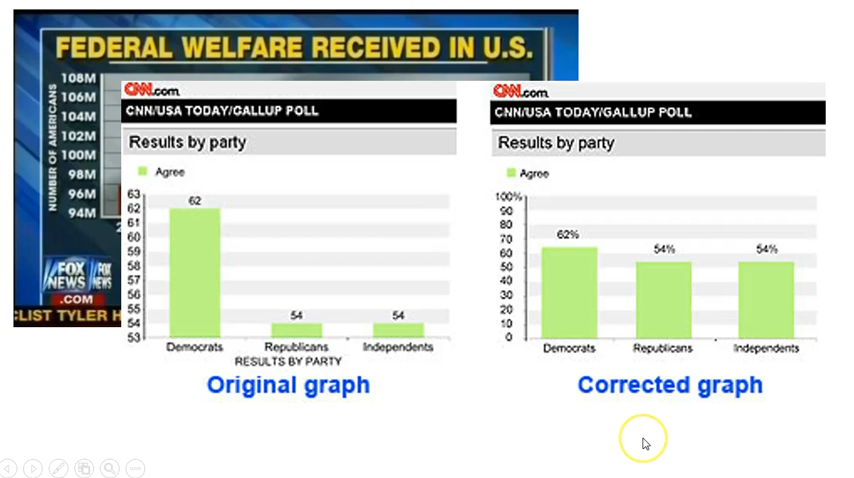 FEDERAL WELFARE RECEIVED IN U.S.
NUMBER OF AMERICANS
108M
106M
104M
102M
100M
98M
96M
94M
FOX
NEWS
.COM
FOX
NEWS
CLIST TYLER H
CNN.com
CNN/USA TODAY/GALLUP POLL
Results by party
Agree
63
62
61
60
59
58
57
56
55
54
53
62
54
54
Democrats
Republicans
Independents
RESULTS BY PARTY
Original graph
CNN.com
CNN/USA TODAY/GALLUP POLL
Results by party
Agree
100%
90
80
70
60
50
40
30
20
10
0
62%
54%
54%
Democrats
Republicans
Independents
Corrected graph